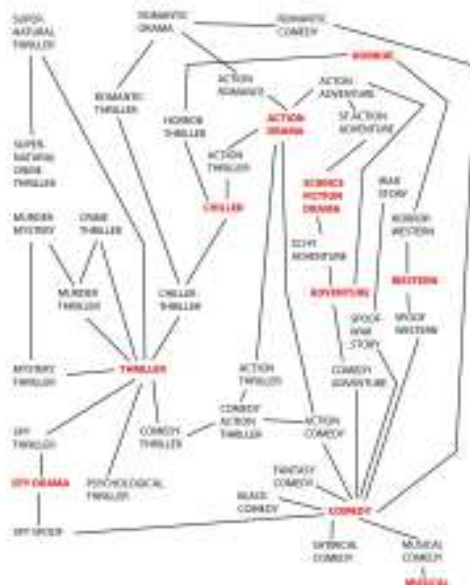 SUPER-
NATURAL
THRILLER
ROMANTIC
DRAMA
ROMANTIC
COMEDY
HORROR
ACTION
ROMANCE
ACTION
ADVENTURE
ROMANTIC
THRILLER
HORROR
THRILLER
ACTION
DRAMA
ADVENTURE
SUPER-
NATURAL
CRIME
THRILLER
ACTION
THRILLER
SCIENCE
FICTION
DRAMA
WAR
STORY
MURDER
MYSTERY
CRIME
THRILLER
CHILLER
HORROR
WESTERN
SCI-FI
ADVENTURE
MURDER
THRILLER
CHILLER-
THRILLER
ADVENTURE
WESTERN
SPOOF
WAR
STORY
SPOOF
WESTERN
MYSTERY
THRILLER
THRILLER
ACTION
THRILLER
COMEDY
ADVENTURE
SPY
THRILLER
COMEDY
THRILLER
COMEDY
ACTION
THRILLER
ACTION
COMEDY
SPY DRAMA
PSYCHOLOGICAL
THRILLER
FANTASY
COMEDY
BLACK
COMEDY
COMEDY
SPY SPOOF
SATIRICAL
COMEDY
MUSICAL
COMEDY
MUSICAL